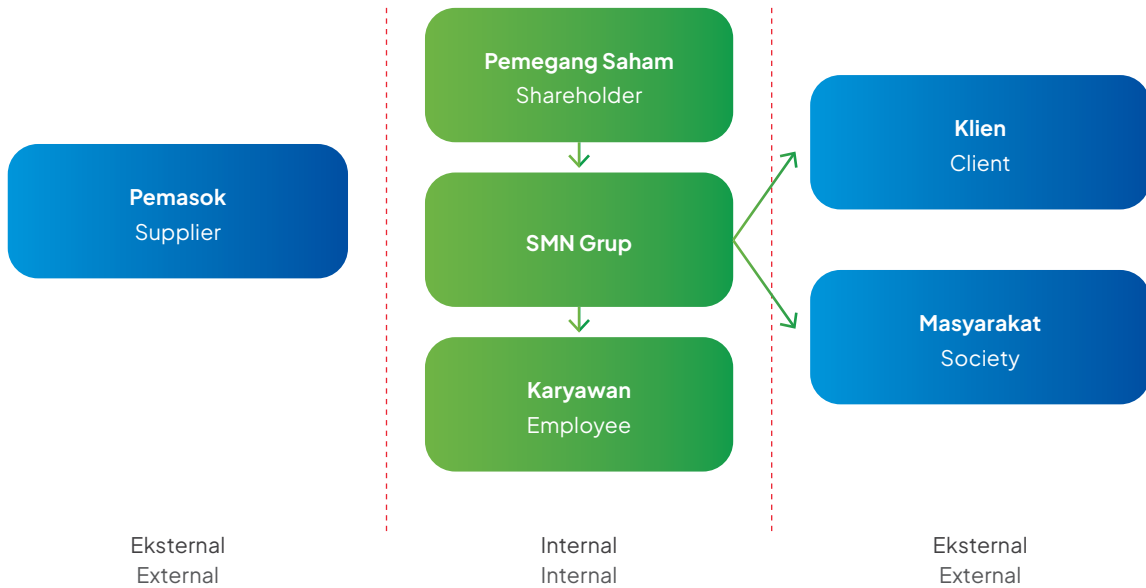 Pemasok
Supplier
Pemegang Saham
Shareholder
SMN Grup
Karyawan
Employee
Klien
Client
Masyarakat
Society
Eksternal
External
Internal
Internal
Eksternal
External